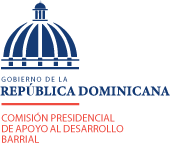 GOBIERNO DE LA
REPÚBLICA DOMINICANA
COMISIÓN PRESIDENCIAL
DE APOYO AL DESARROLLO
BARRIAL